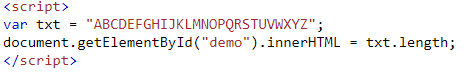 <script>
var txt = "ABCDEFGHIJKLMNOPQRSTUVWXYZ";
document.getElementById("demo").innerHTML = txt.length;
</script>